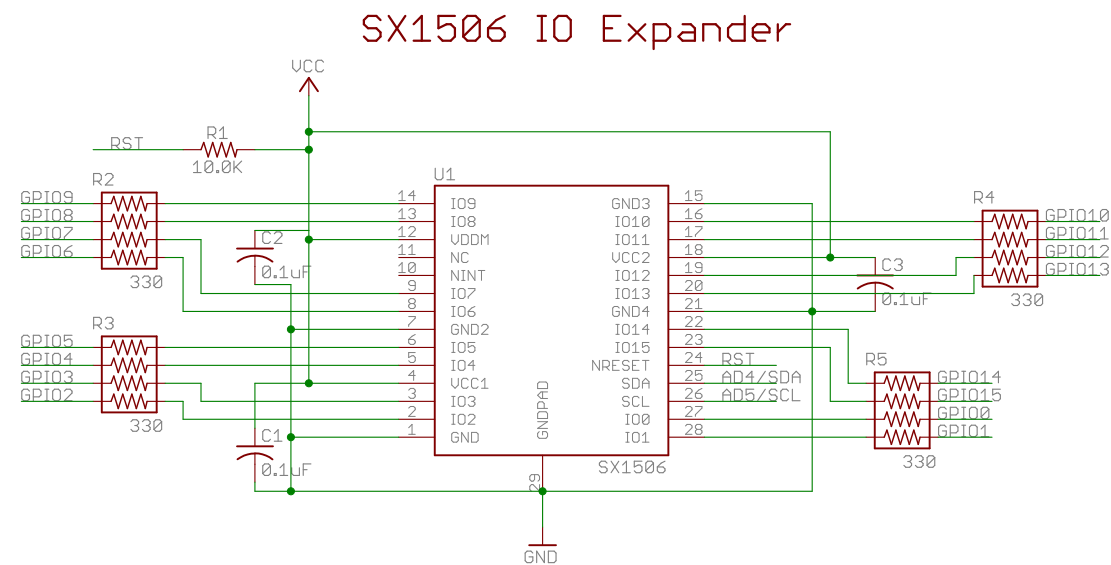 SX1506 IO Expander
VCC
RST
R1
10.0K
R2
GPIO9
GPIO8
GPIO7
GPIO6
330
C2
0.1uF
R3
GPIO5
GPIO4
GPIO3
GPIO2
330
C1
0.1uF
U1
14 IO9
13 IO8
12 VDDM
11 NC
10 NINT
9 IO7
8 IO6
7 GND2
6 IO5
5 IO4
4 VCC1
3 IO3
2 IO2
1 GND
GNDPAD
29
GND3 15
IO10 16
IO11 17
VCC2 18
IO12 19
IO13 20
GND4 21
IO14 22
IO15 23
NRESET 24 RST
SDA 25 AD4/SDA
SCL 26 AD5/SCL
IO0 27
IO1 28
SX1506
C3
0.1uF
R4
GPIO10
GPIO11
GPIO12
GPIO13
330
R5
GPIO14
GPIO15
GPIO0
GPIO1
330
GND